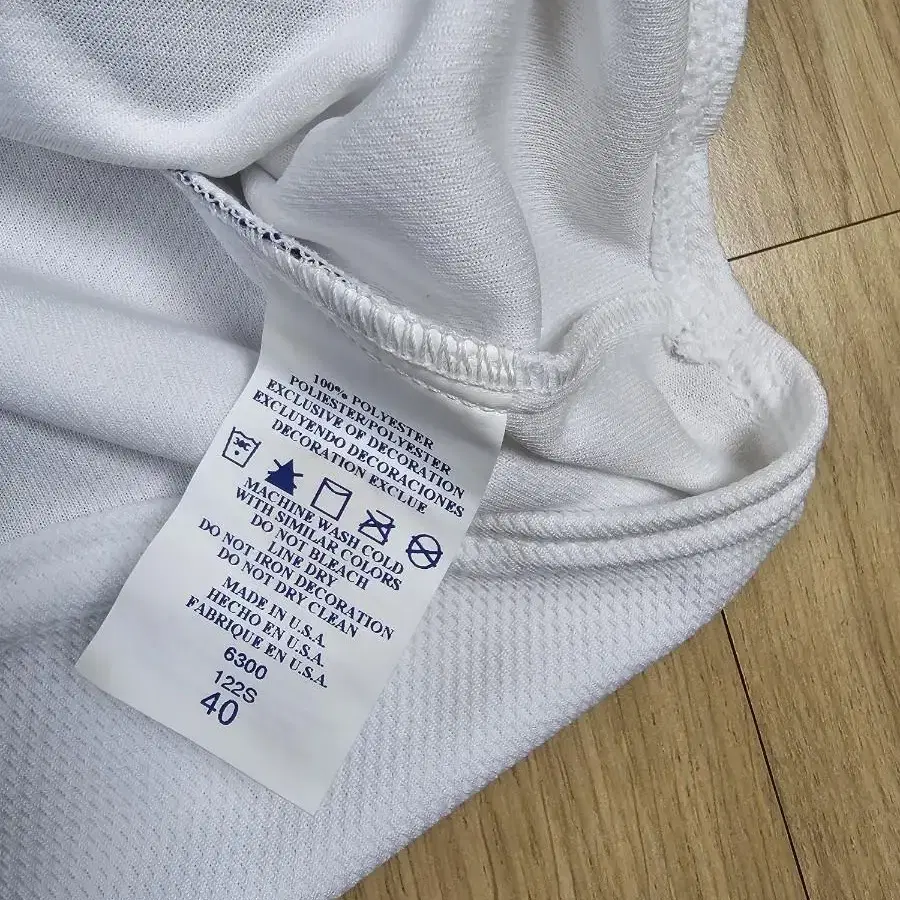 100% POLYESTER
POLIESTER/POLYESTER
EXCLUSIVE OF DECORATION
EXCLUYENDO DECORACIONES
DECORATION EXCLUE
MACHINE WASH COLD
WITH SIMILAR COLORS
DO NOT BLEACH
LINE DRY
DO NOT IRON DECORATION
DO NOT DRY CLEAN
MADE IN U.S.A.
HECHO EN U.S.A.
FABRIQUE EN U.S.A.
6300
122S
40